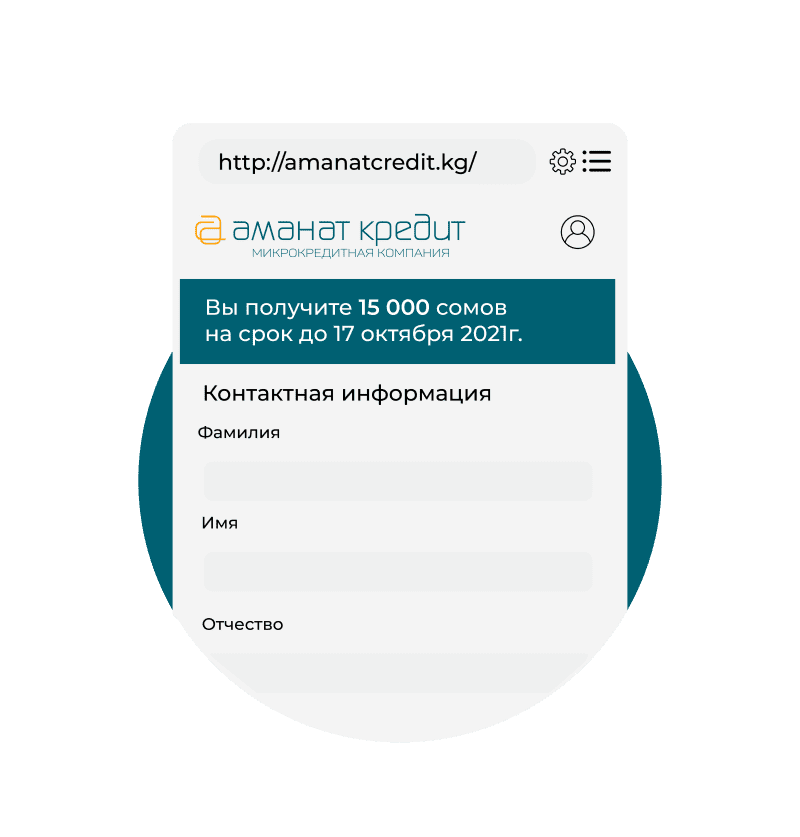 http://amanatcredit.kg/
аманат кредит
МИКРОКРЕДИТНАЯ КОМПАНИЯ
Вы получите 15 000 сомов
на срок до 17 октября 2021г.
Контактная информация
Фамилия
Имя
Отчество